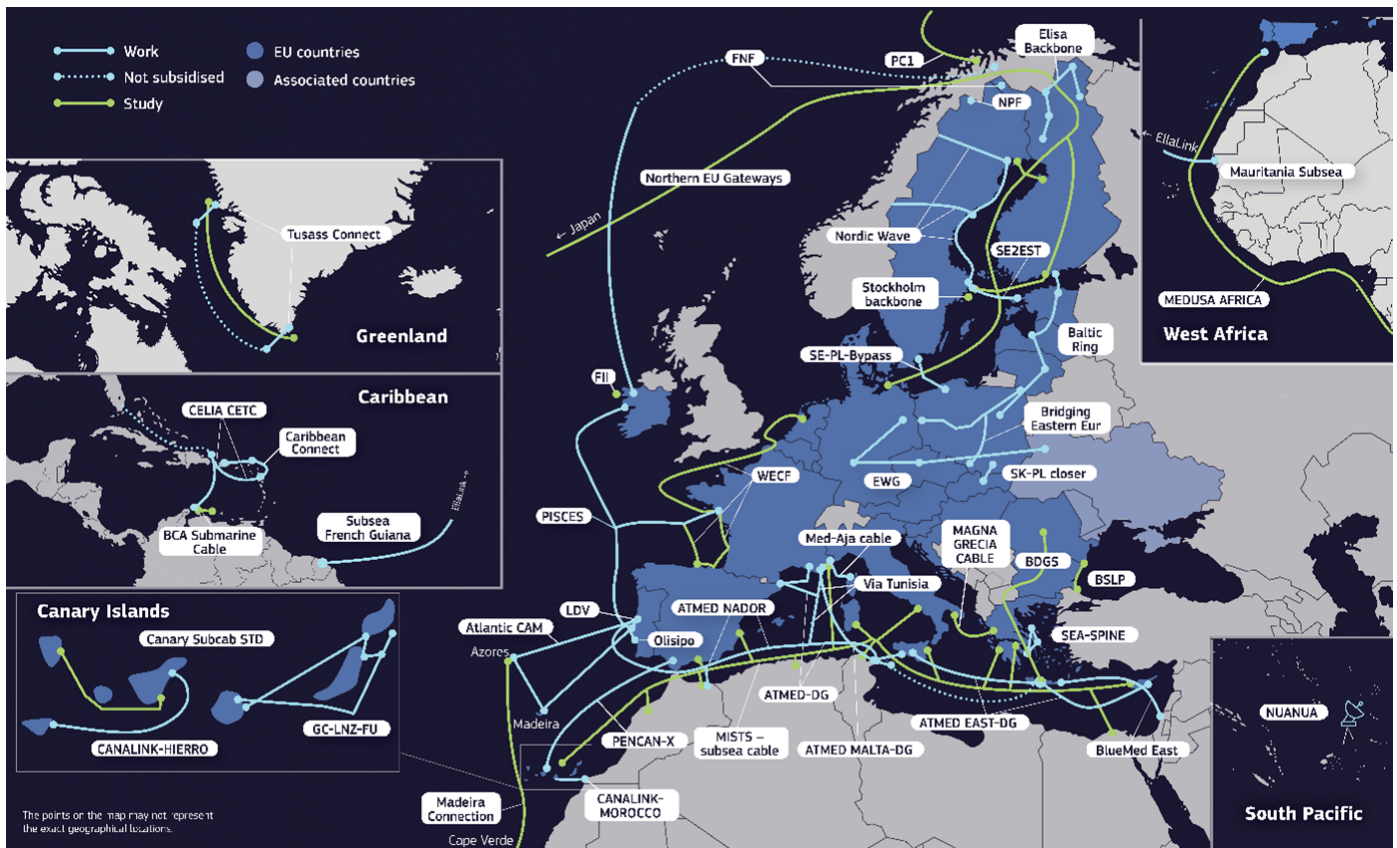 Work
Not subsidised
Study
EU countries
Associated countries
FNF
PC1
Elisa
Backbone
NPF
Northern EU Gateways
← Japan
Nordic Wave
SE2EST
Stockholm
backbone
Baltic
Ring
SE-PL-Bypass
FII
Bridging
Eastern Eur
WECF
EWG
SK-PL closer
PISCES
Med-Aja cable
MAGNA
GRECIA
CABLE
BDGS
BSLP
Via Tunisia
LDV
ATMED NADOR
Atlantic CAM
Olisipo
SEA-SPINE
Azores
ATMED-DG
Madeira
PENCAN-X
MISTS –
subsea cable
ATMED MALTA-DG
ATMED EAST-DG
BlueMed East
CANALINK-
MOROCCO
Madeira
Connection
Cape Verde
Tusass Connect
Greenland
Caribbean
CELIA CETC
Caribbean
Connect
EllaLink →
BCA Submarine
Cable
Subsea
French Guiana
Canary Islands
Canary Subcab STD
CANALINK-HIERRO
GC-LNZ-FU
The points on the map may not represent
the exact geographical locations.
← EllaLink
Mauritania Subsea
MEDUSA AFRICA
West Africa
NUANUA
South Pacific